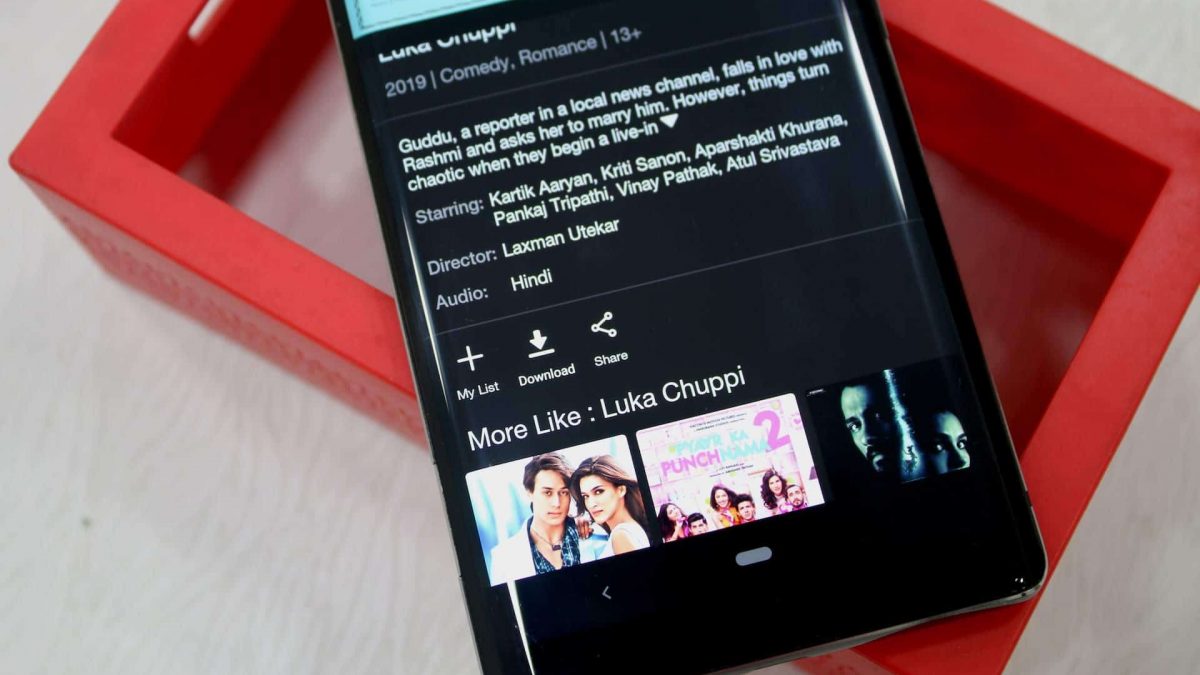 Luka Chuppi
2019 | Comedy, Romance | 13+
Guddu, a reporter in a local news channel, falls in love with
Rashmi and asks her to marry him. However, things turn
chaotic when they begin a live-in
Starring: Kartik Aaryan, Kriti Sanon, Aparshakti Khurana,
Pankaj Tripathi, Vinay Pathak, Atul Srivastava
Director: Laxman Utekar
Audio: Hindi
My List
Download
Share
More Like : Luka Chuppi
PYAAR KA
PUNCHNAMA 2